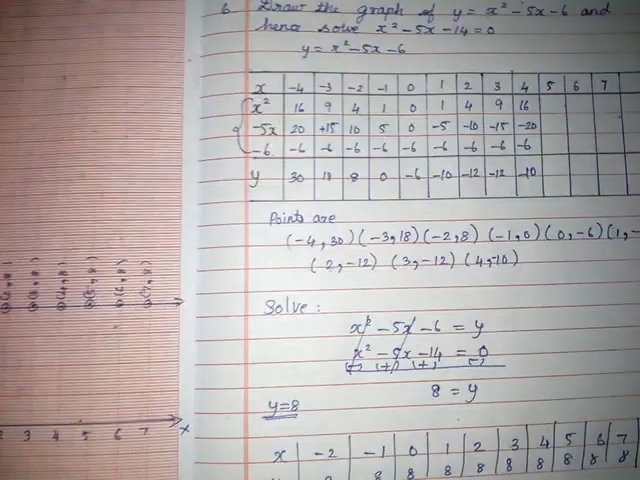 6 Draw the graph of y = x² - 5x - 6 and
hence solve x² - 5x - 14 = 0
y = x² - 5x - 6
x -4 -3 -2 -1 0 1 2 3 4 5 6 7
x² 16 9 4 1 0 1 4 9 16
-5x 20 +15 10 5 0 -5 -10 -15 -20
-6 -6 -6 -6 -6 -6 -6 -6 -6 -6
y 30 18 8 0 -6 -10 -12 -12 -10
Points are
(-4, 30) (-3, 18) (-2, 8) (-1, 0) (0, -6) (1, -
(2, -12) (3, -12) (4, -10)
Solve :
x² - 5x - 6 = y
x² - 5x - 14 = 0
(-) (+) (+) (-)
8 = y
y = 8
x -2 -1 0 1 2 3 4 5 6 7
8 8 8 8 8 8 8 8 8
3 4 5 6 7 x